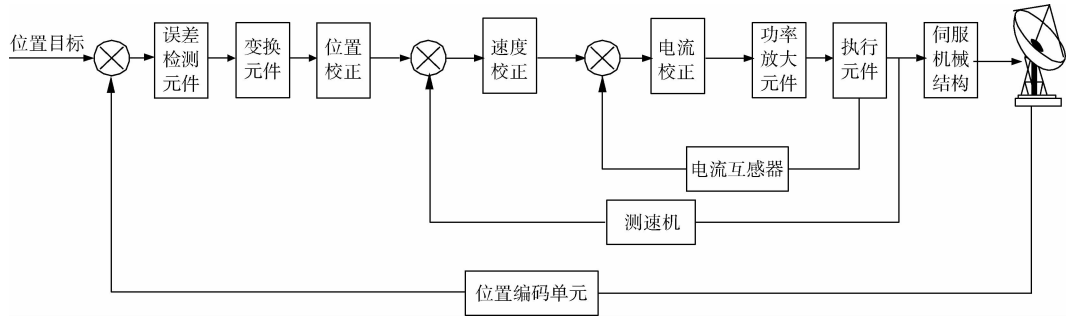 位置目标
误差
检测
元件
变换
元件
位置
校正
速度
校正
电流
校正
功率
放大
元件
执行
元件
伺服
机械
结构
电流互感器
测速机
位置编码单元